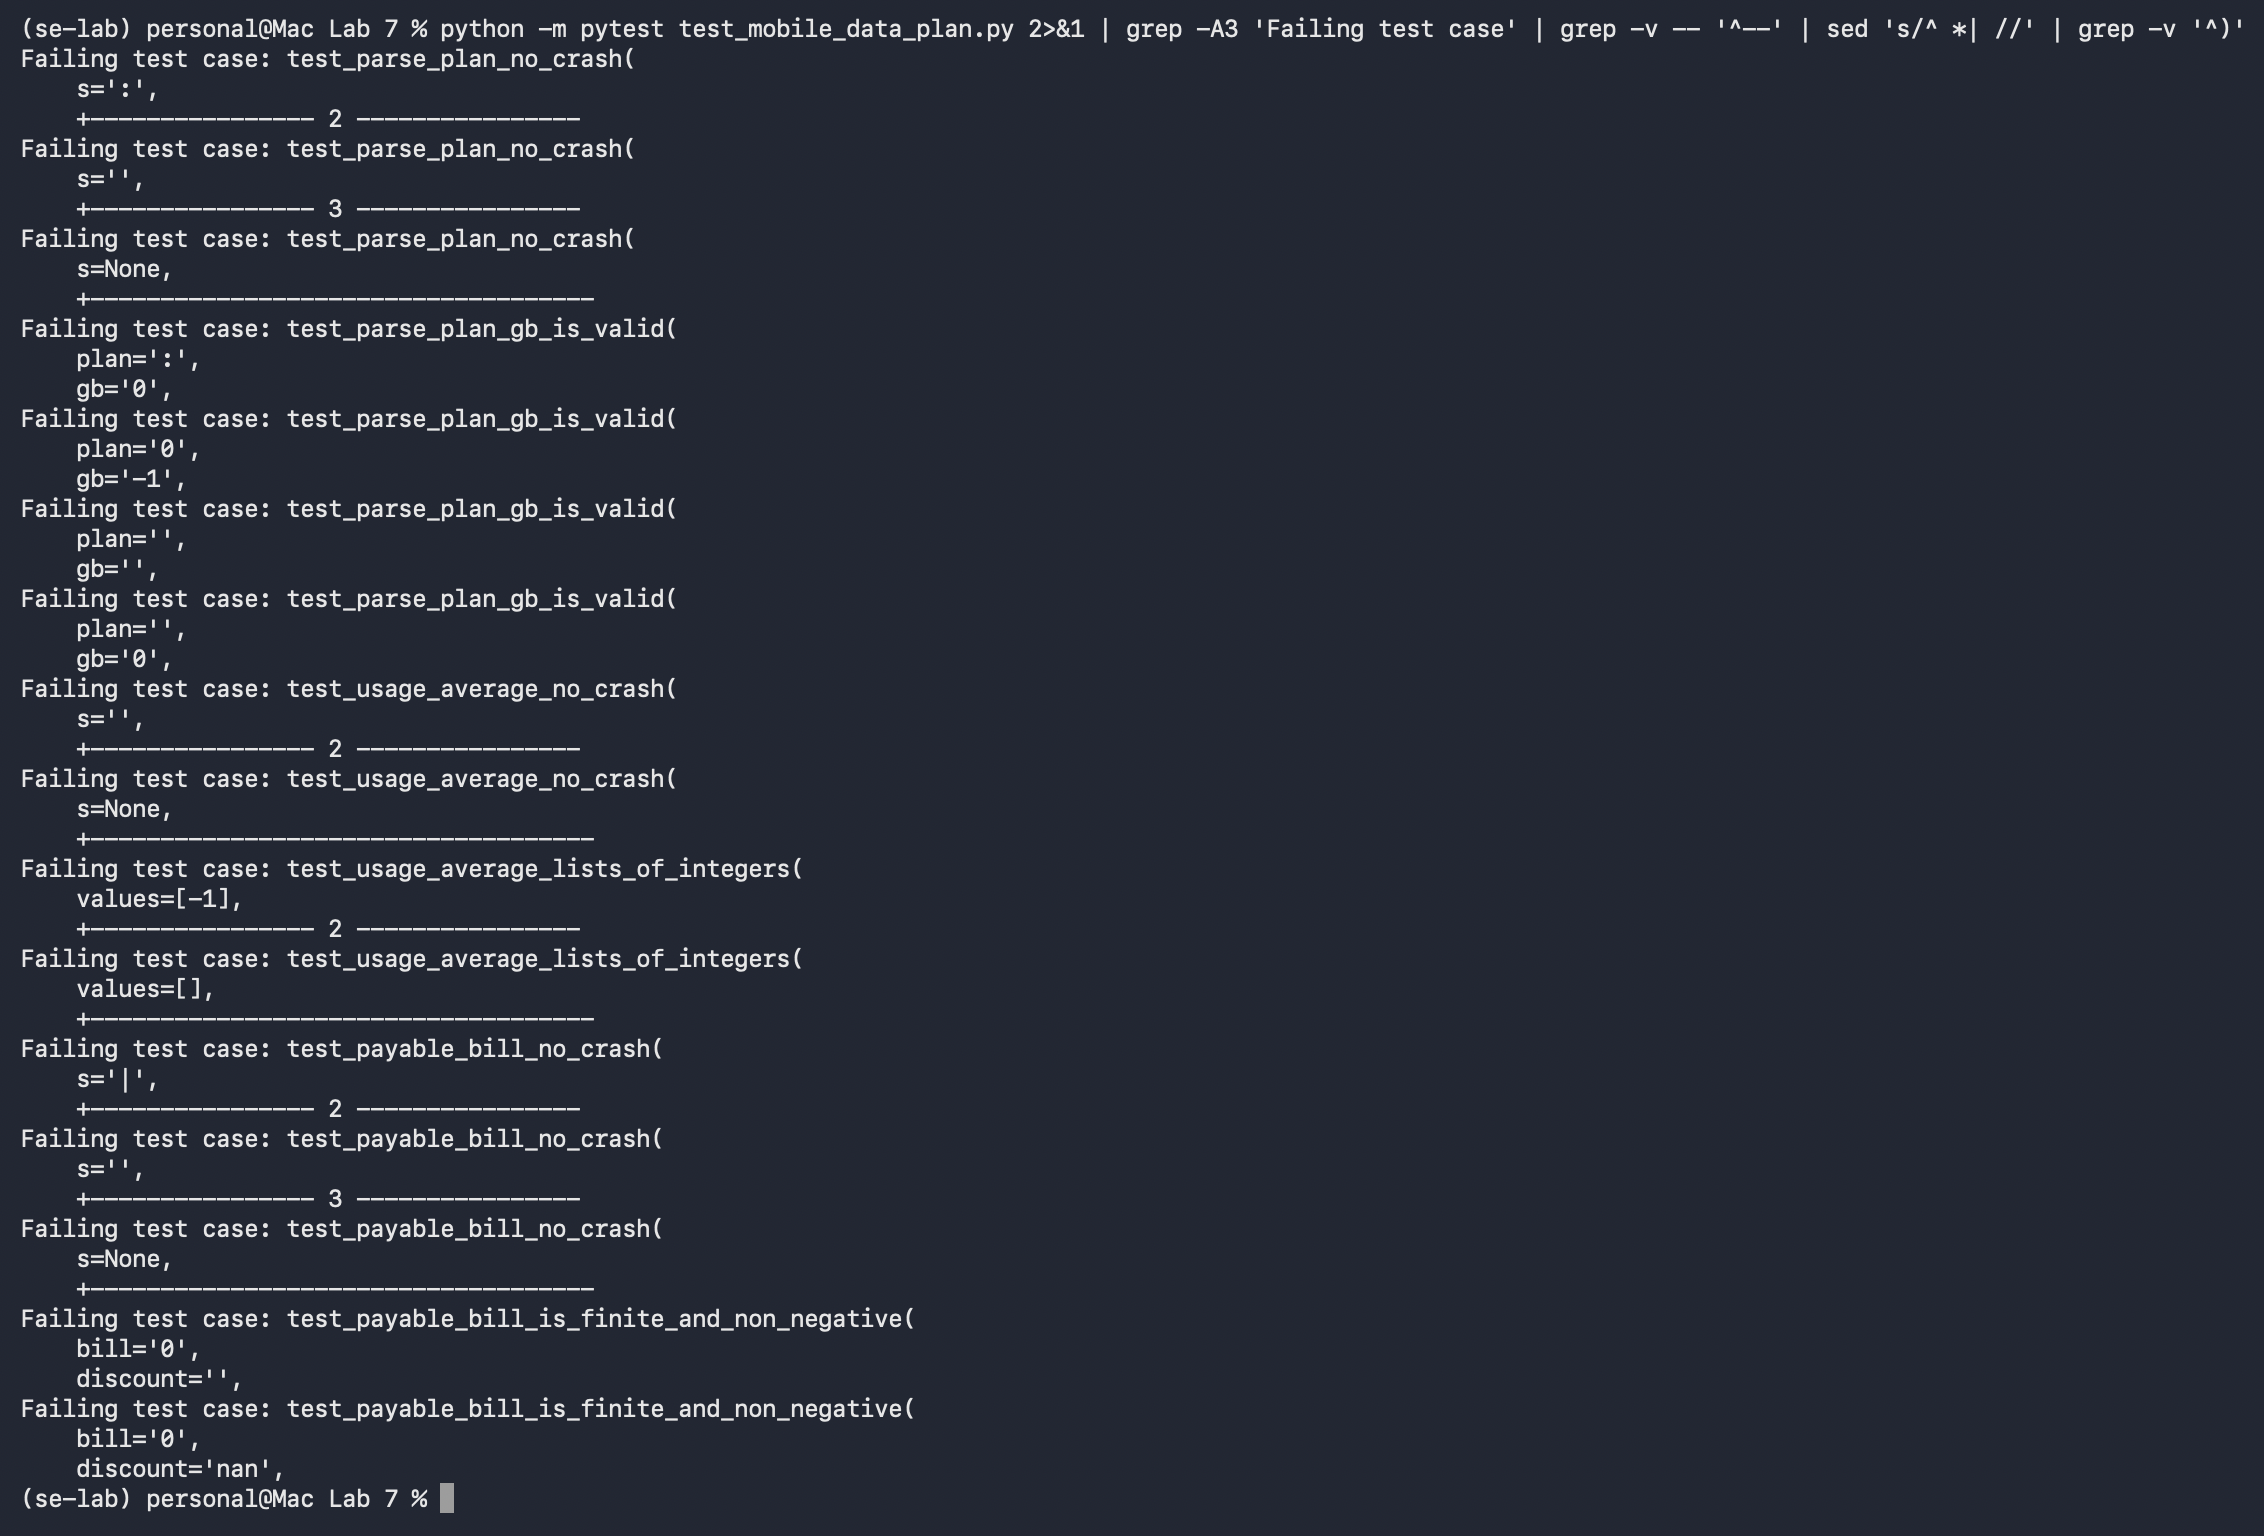 (se-lab) personal@Mac Lab 7 % python -m pytest test_mobile_data_plan.py 2>&1 | grep -A3 'Failing test case' | grep -v -- '^--' | sed 's/^ *| //' | grep -v '^)'
Failing test case: test_parse_plan_no_crash(
    s=':',
    +---------------- 2 ----------------
Failing test case: test_parse_plan_no_crash(
    s='',
    +---------------- 3 ----------------
Failing test case: test_parse_plan_no_crash(
    s=None,
    +------------------------------------
Failing test case: test_parse_plan_gb_is_valid(
    plan=':',
    gb='0',
Failing test case: test_parse_plan_gb_is_valid(
    plan='0',
    gb='-1',
Failing test case: test_parse_plan_gb_is_valid(
    plan='',
    gb='',
Failing test case: test_parse_plan_gb_is_valid(
    plan='',
    gb='0',
Failing test case: test_usage_average_no_crash(
    s='',
    +---------------- 2 ----------------
Failing test case: test_usage_average_no_crash(
    s=None,
    +------------------------------------
Failing test case: test_usage_average_lists_of_integers(
    values=[-1],
    +---------------- 2 ----------------
Failing test case: test_usage_average_lists_of_integers(
    values=[],
    +------------------------------------
Failing test case: test_payable_bill_no_crash(
    s='|',
    +---------------- 2 ----------------
Failing test case: test_payable_bill_no_crash(
    s='',
    +---------------- 3 ----------------
Failing test case: test_payable_bill_no_crash(
    s=None,
    +------------------------------------
Failing test case: test_payable_bill_is_finite_and_non_negative(
    bill='0',
    discount='',
Failing test case: test_payable_bill_is_finite_and_non_negative(
    bill='0',
    discount='nan',
(se-lab) personal@Mac Lab 7 %